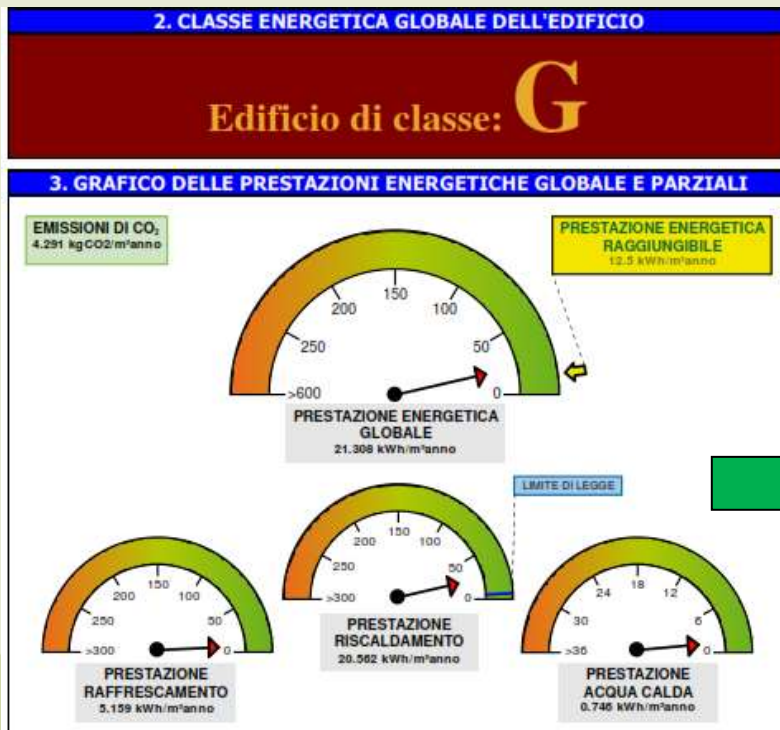 2. CLASSE ENERGETICA GLOBALE DELL'EDIFICIO
Edificio di classe: G
3. GRAFICO DELLE PRESTAZIONI ENERGETICHE GLOBALE E PARZIALI
EMISSIONI DI CO₂
4.291 kgCO2/m²anno
PRESTAZIONE ENERGETICA
RAGGIUNGIBILE
12.5 kWh/m²anno
>600
250
200
150
100
50
0
PRESTAZIONE ENERGETICA
GLOBALE
21.308 kWh/m²anno
LIMITE DI LEGGE
>300
250
200
150
100
50
0
PRESTAZIONE
RISCALDAMENTO
20.562 kWh/m²anno
>300
250
200
150
100
50
0
PRESTAZIONE
RAFFRESCAMENTO
5.159 kWh/m²anno
>36
30
24
18
12
6
0
PRESTAZIONE
ACQUA CALDA
0.746 kWh/m²anno